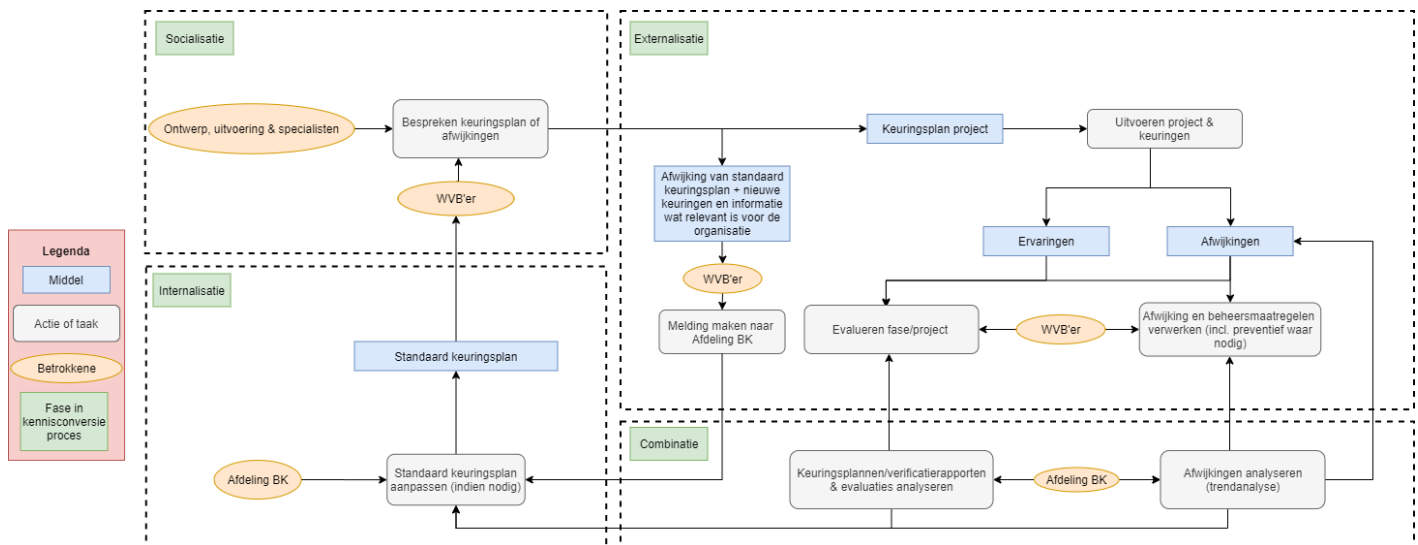 Socialisatie
Ontwerp, uitvoering & specialisten
Bespreken keuringsplan of
afwijkingen
WVB'er
Externalisatie
Keuringsplan project
Uitvoeren project &
keuringen
Afwijking van standaard
keuringsplan + nieuwe
keuringen en informatie
wat relevant is voor de
organisatie
Ervaringen
Afwijkingen
WVB'er
Melding maken naar
Afdeling BK
Evalueren fase/project
WVB'er
Afwijking en beheersmaatregelen
verwerken (incl. preventief waar
nodig)
Legenda
Middel
Actie of taak
Betrokkene
Fase in
kennisconversie
proces
Internalisatie
Standaard keuringsplan
Afdeling BK
Standaard keuringsplan
aanpassen (indien nodig)
Combinatie
Keuringsplannen/verificatierapporten
& evaluaties analyseren
Afdeling BK
Afwijkingen analyseren
(trendanalyse)